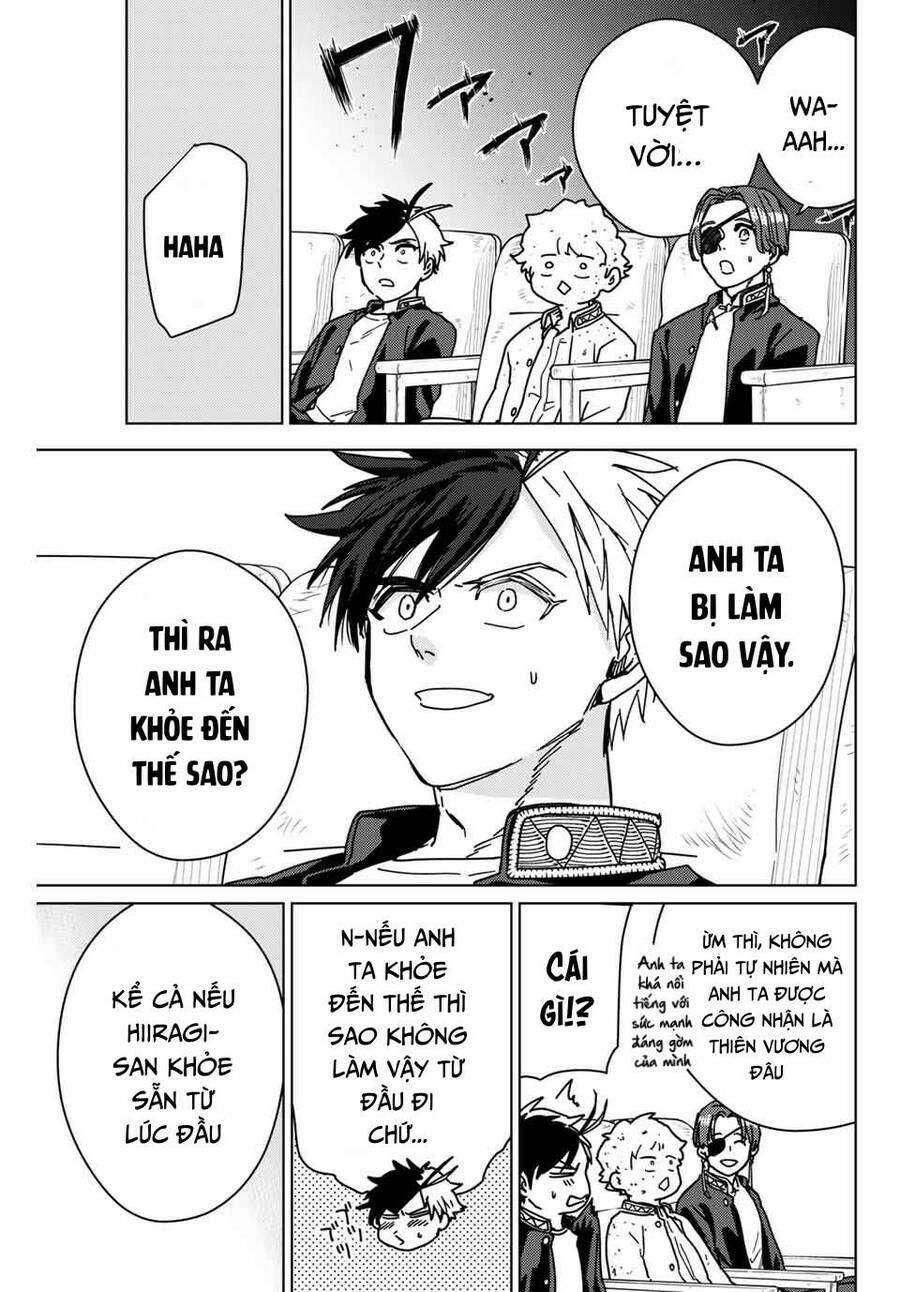 WA-
AAH...
TUYỆT
VỜI...
HAHA
ANH TA
BỊ LÀM
SAO VẬY.
THÌ RA
ANH TA
KHỎE ĐẾN
THẾ SAO?
ỪM THÌ, KHÔNG
PHẢI TỰ NHIÊN MÀ
ANH TA ĐƯỢC
CÔNG NHẬN LÀ
THIÊN VƯƠNG
ĐÂU
Anh ta
khá nổi
tiếng với
sức mạnh
đáng gờm
của mình
CÁI
GÌ!?
N-NẾU ANH
TA KHỎE
ĐẾN THẾ THÌ
SAO KHÔNG
LÀM VẬY TỪ
ĐẦU ĐI
CHỨ...
KỂ CẢ NẾU
HIIRAGI-
SAN KHỎE
SẴN TỪ
LÚC ĐẦU